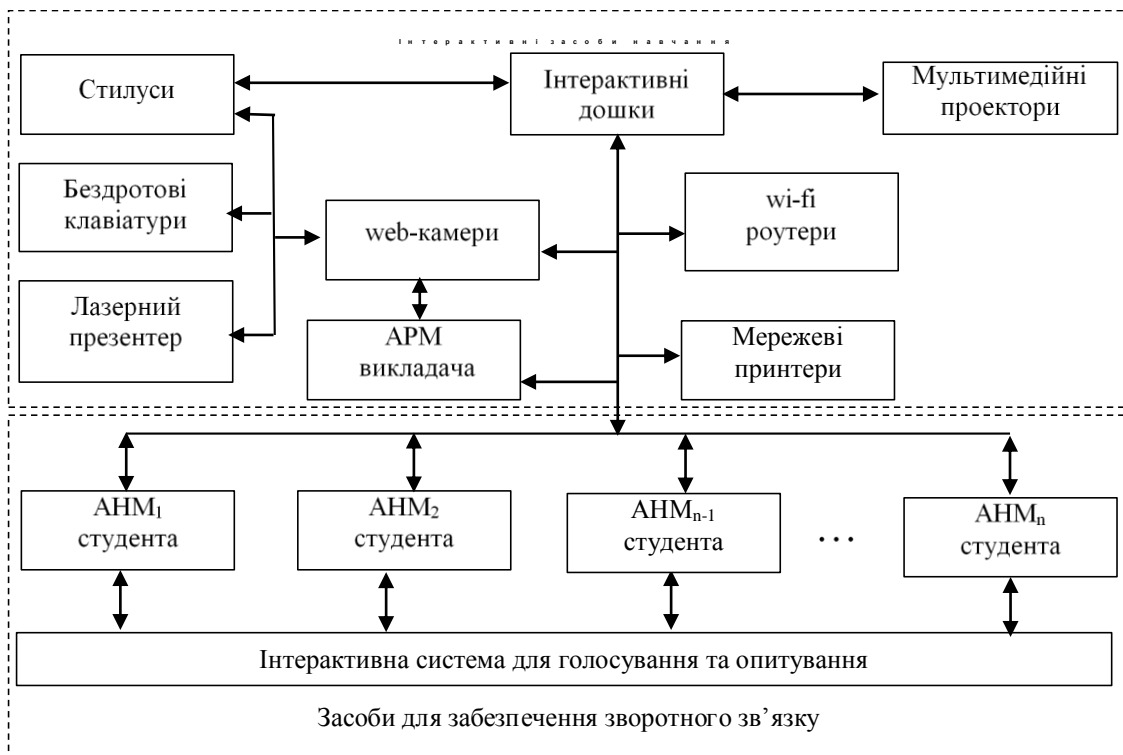 Інтерактивні засоби навчання
Стилуси
Інтерактивні
дошки
Мультимедійні
проектори
Бездротові
клавіатури
web-камери
wi-fi
роутери
Лазерний
презентер
АРМ
викладача
Мережеві
принтери
АНМ1
студента
АНМ2
студента
АНМn-1
студента
...
АНМn
студента
Інтерактивна система для голосування та опитування
Засоби для забезпечення зворотного зв’язку